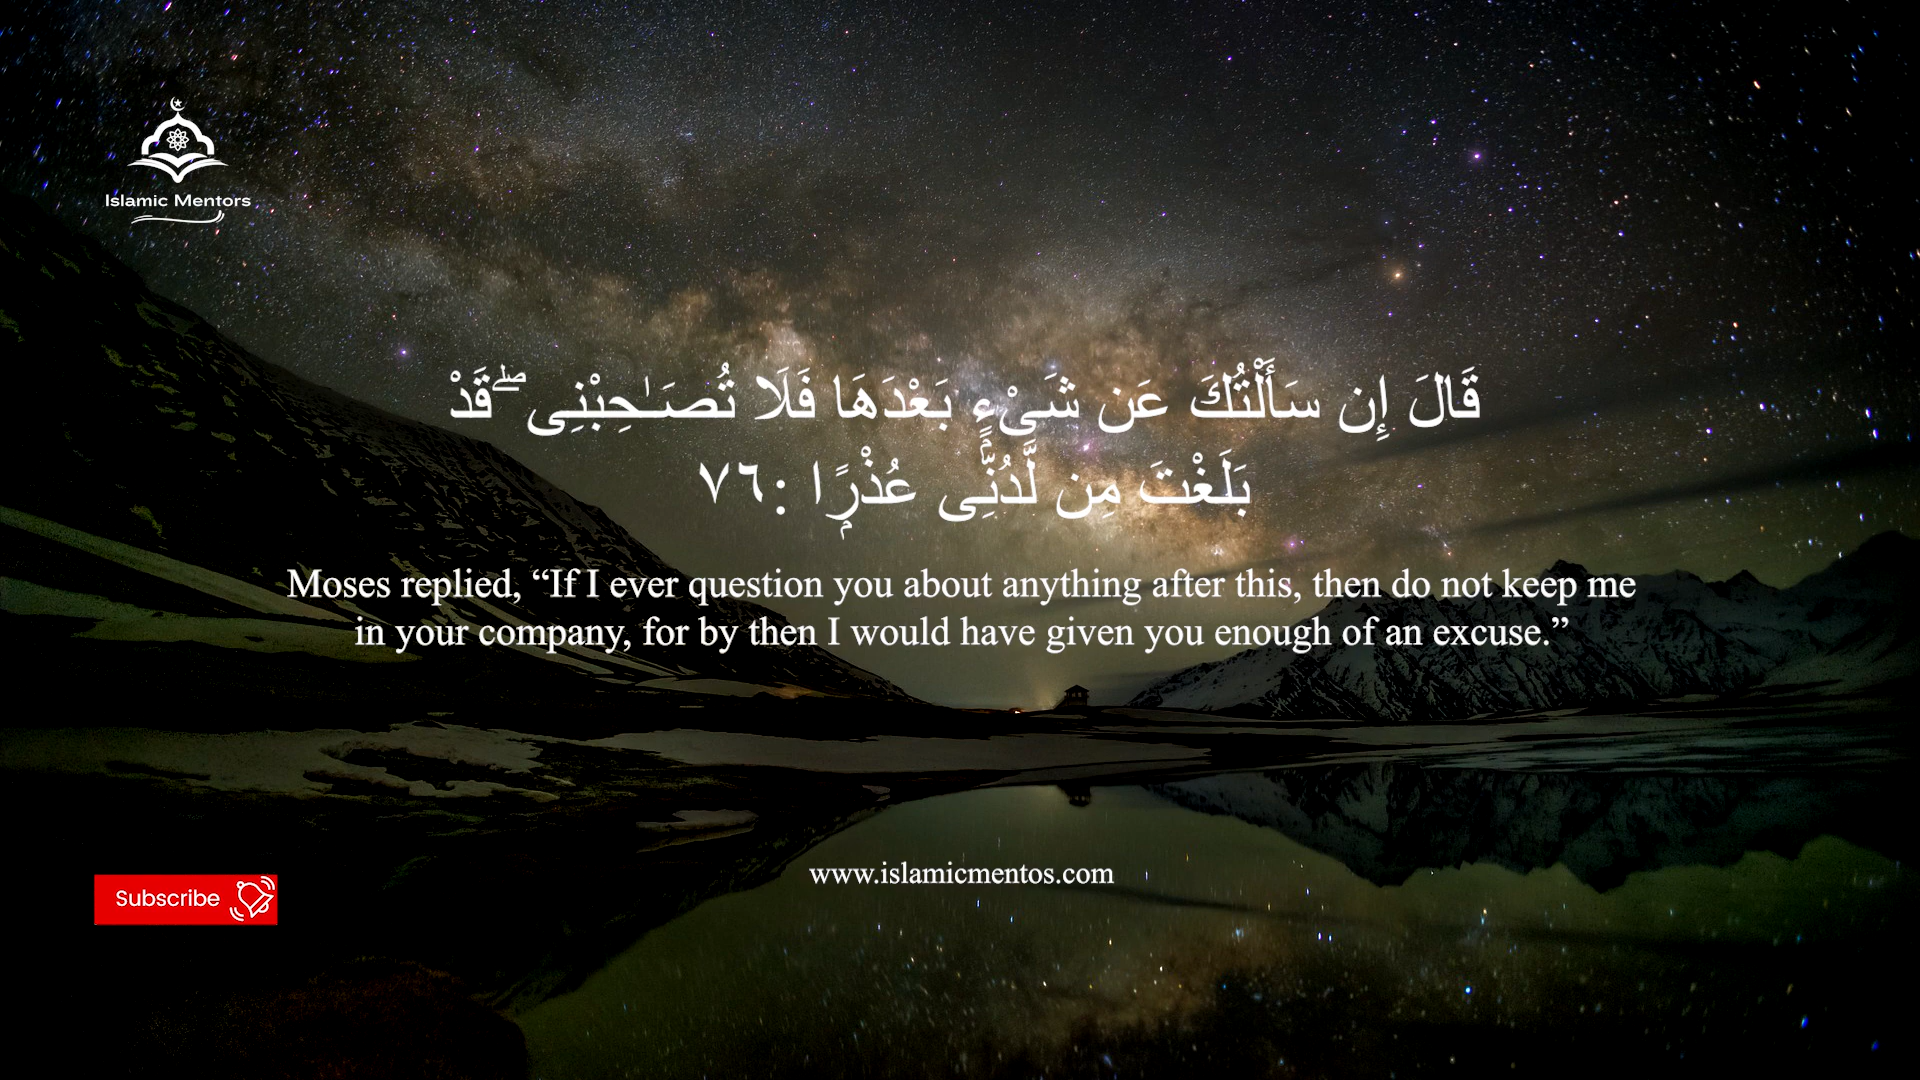 Islamic Mentors
قَالَ إِن سَأَلْتُكَ عَن شَىْءٍۭ بَعْدَهَا فَلَا تُصَـٰحِبْنِى ۖ قَدْ
بَلَغْتَ مِن لَّدُنِّى عُذْرًۭا :٧٦
Moses replied, “If I ever question you about anything after this, then do not keep me
in your company, for by then I would have given you enough of an excuse.”
www.islamicmentos.com
Subscribe